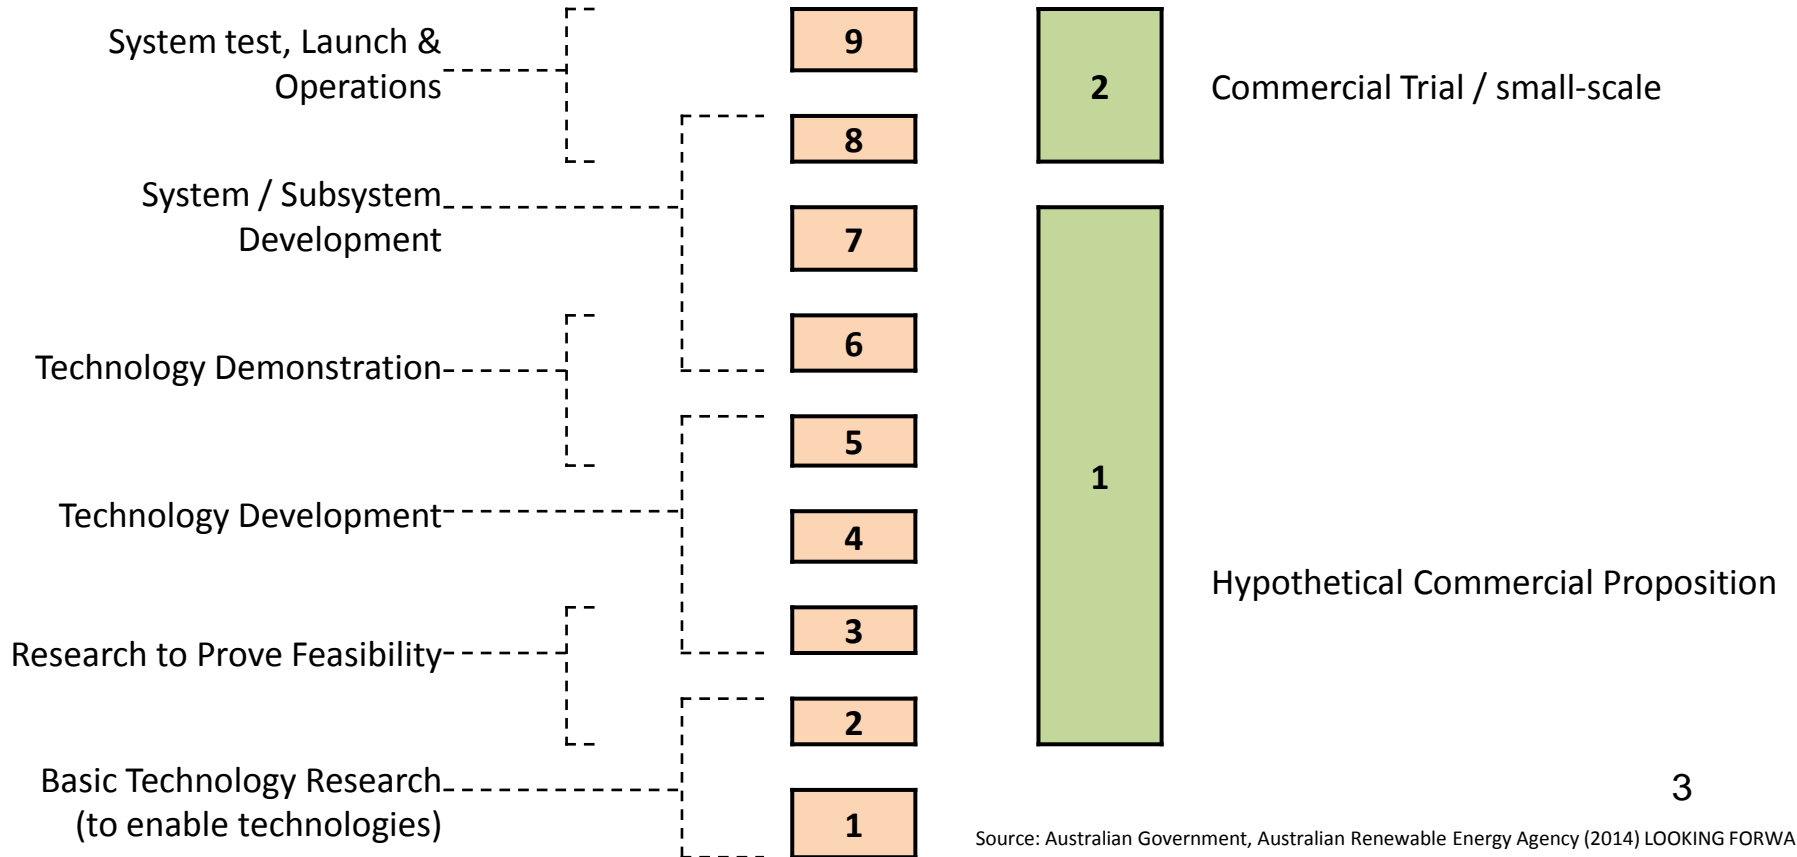 System test, Launch &
Operations
9
2
Commercial Trial / small-scale
8
System / Subsystem
Development
7
6
Technology Demonstration
5
1
Technology Development
4
Hypothetical Commercial Proposition
3
Research to Prove Feasibility
2
Basic Technology Research
(to enable technologies)
1
3
Source: Australian Government, Australian Renewable Energy Agency (2014) LOOKING FORWA